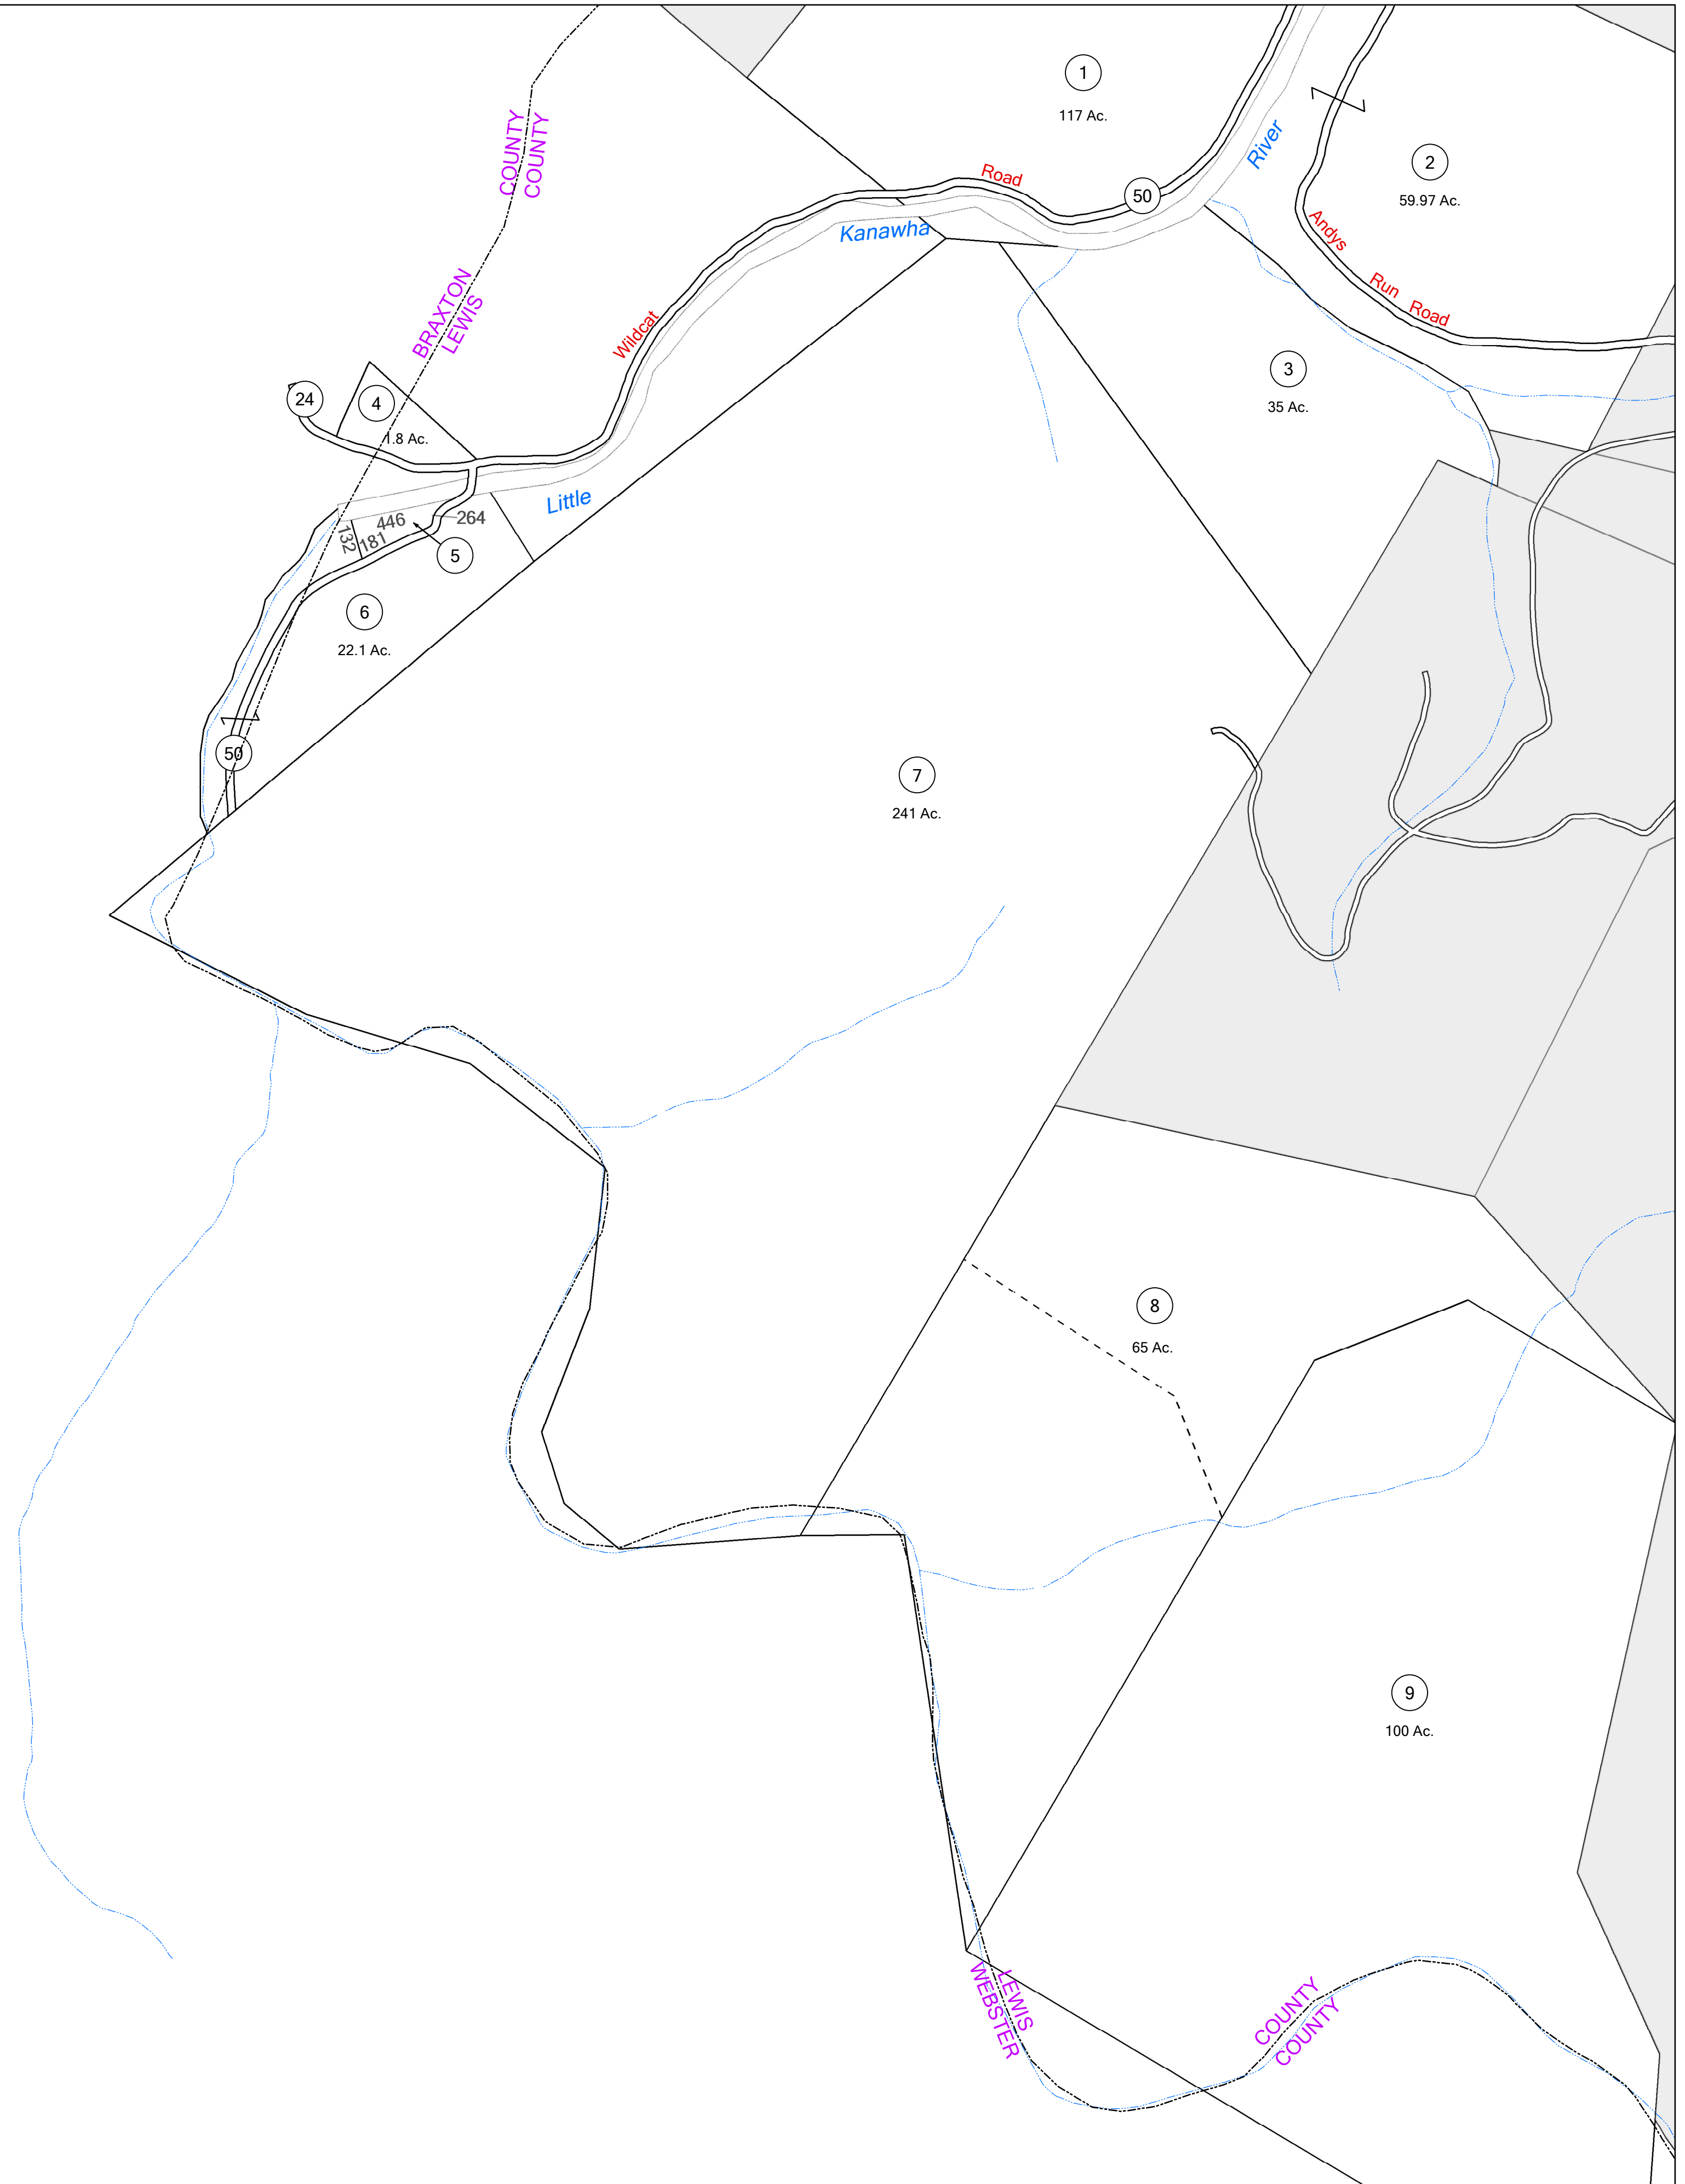 1
117 Ac.
COUNTY
COUNTY
River
2
59.97 Ac.
Road
50
Kanawha
Andys
Run Road
BRAXTON
LEWIS
Wildcat
3
35 Ac.
24
4
1.8 Ac.
Little
446
264
132
181
5
6
22.1 Ac.
50
7
241 Ac.
8
65 Ac.
9
100 Ac.
LEWIS
WEBSTER
COUNTY
COUNTY